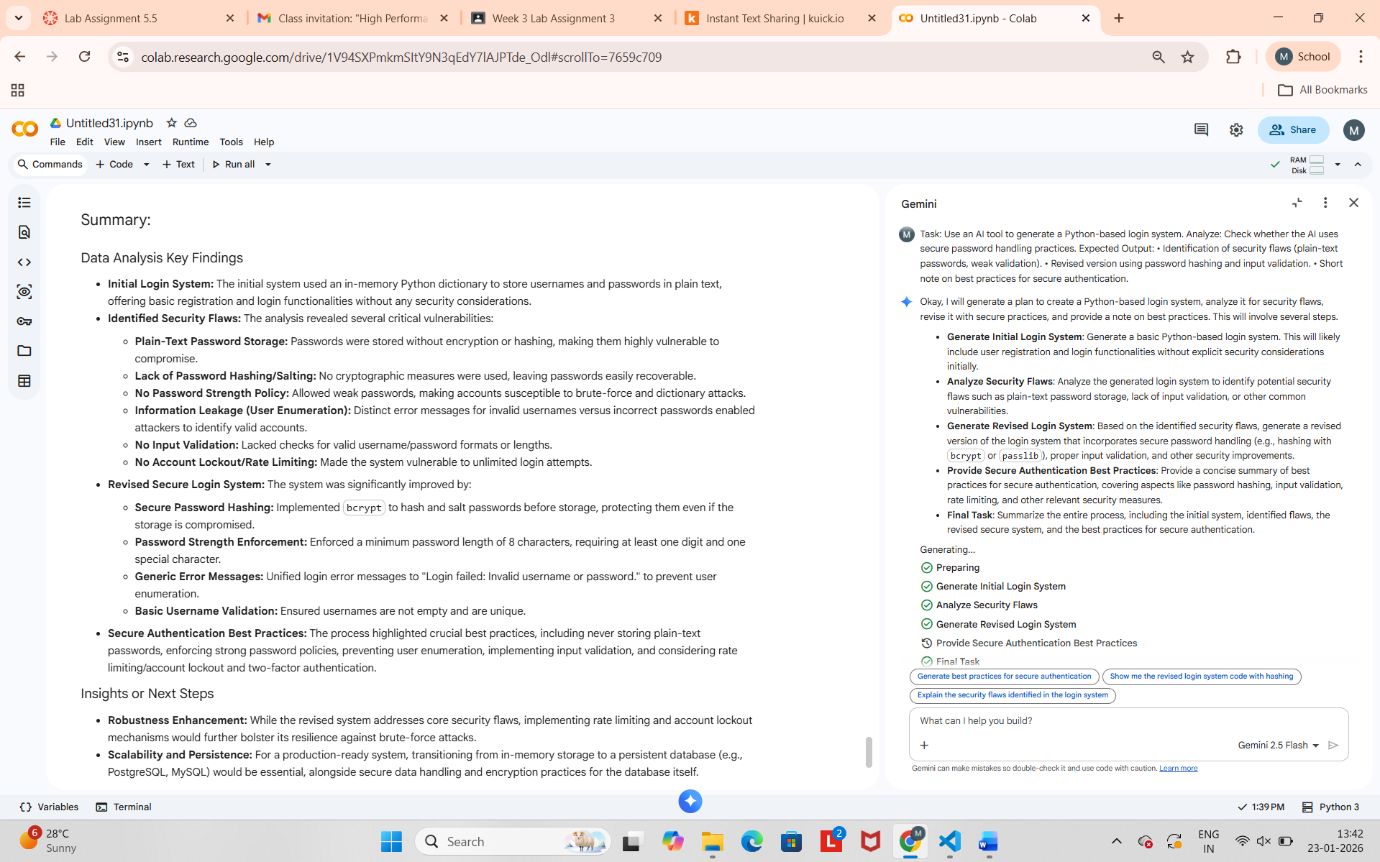 Lab Assignment 5.5
Class invitation: "High Performa
Week 3 Lab Assignment 3
Instant Text Sharing | kuick.io
Untitled31.ipynb - Colab
colab.research.google.com/drive/1V94SXPmkmSItY9N3qEdY7lAJPTde_Odl#scrollTo=7659c709
M School
All Bookmarks
Untitled31.ipynb
File Edit View Insert Runtime Tools Help
Share
M
Commands + Code + Text Run all
RAM
Disk
Summary:
Data Analysis Key Findings
• Initial Login System: The initial system used an in-memory Python dictionary to store usernames and passwords in plain text,
offering basic registration and login functionalities without any security considerations.
• Identified Security Flaws: The analysis revealed several critical vulnerabilities:
◦ Plain-Text Password Storage: Passwords were stored without encryption or hashing, making them highly vulnerable to
compromise.
◦ Lack of Password Hashing/Salting: No cryptographic measures were used, leaving passwords easily recoverable.
◦ No Password Strength Policy: Allowed weak passwords, making accounts susceptible to brute-force and dictionary attacks.
◦ Information Leakage (User Enumeration): Distinct error messages for invalid usernames versus incorrect passwords enabled
attackers to identify valid accounts.
◦ No Input Validation: Lacked checks for valid username/password formats or lengths.
◦ No Account Lockout/Rate Limiting: Made the system vulnerable to unlimited login attempts.
• Revised Secure Login System: The system was significantly improved by:
◦ Secure Password Hashing: Implemented bcrypt to hash and salt passwords before storage, protecting them even if the
storage is compromised.
◦ Password Strength Enforcement: Enforced a minimum password length of 8 characters, requiring at least one digit and one
special character.
◦ Generic Error Messages: Unified login error messages to "Login failed: Invalid username or password." to prevent user
enumeration.
◦ Basic Username Validation: Ensured usernames are not empty and are unique.
• Secure Authentication Best Practices: The process highlighted crucial best practices, including never storing plain-text
passwords, enforcing strong password policies, preventing user enumeration, implementing input validation, and considering rate
limiting/account lockout and two-factor authentication.
Insights or Next Steps
• Robustness Enhancement: While the revised system addresses core security flaws, implementing rate limiting and account lockout
mechanisms would further bolster its resilience against brute-force attacks.
• Scalability and Persistence: For a production-ready system, transitioning from in-memory storage to a persistent database (e.g.,
PostgreSQL, MySQL) would be essential, alongside secure data handling and encryption practices for the database itself.
Gemini
M
Task: Use an AI tool to generate a Python-based login system. Analyze: Check whether the AI uses
secure password handling practices. Expected Output: • Identification of security flaws (plain-text
passwords, weak validation). • Revised version using password hashing and input validation. • Short
note on best practices for secure authentication.
Okay, I will generate a plan to create a Python-based login system, analyze it for security flaws,
revise it with secure practices, and provide a note on best practices. This will involve several steps.
• Generate Initial Login System: Generate a basic Python-based login system. This will likely
include user registration and login functionalities without explicit security considerations
initially.
• Analyze Security Flaws: Analyze the generated login system to identify potential security
flaws such as plain-text password storage, lack of input validation, or other common
vulnerabilities.
• Generate Revised Login System: Based on the identified security flaws, generate a revised
version of the login system that incorporates secure password handling (e.g., hashing with
bcrypt or passlib), proper input validation, and other security improvements.
• Provide Secure Authentication Best Practices: Provide a concise summary of best
practices for secure authentication, covering aspects like password hashing, input validation,
rate limiting, and other relevant security measures.
• Final Task: Summarize the entire process, including the initial system, identified flaws, the
revised secure system, and the best practices for secure authentication.
Generating...
Preparing
Generate Initial Login System
Analyze Security Flaws
Generate Revised Login System
Provide Secure Authentication Best Practices
Final Task
Generate best practices for secure authentication
Show me the revised login system code with hashing
Explain the security flaws identified in the login system
What can I help you build?
Gemini 2.5 Flash
Gemini can make mistakes so double-check it and use code with caution. Learn more
Variables Terminal
1:39 PM Python 3
6
28°C
Sunny
Search
L 2
M
ENG
IN
13:42
23-01-2026